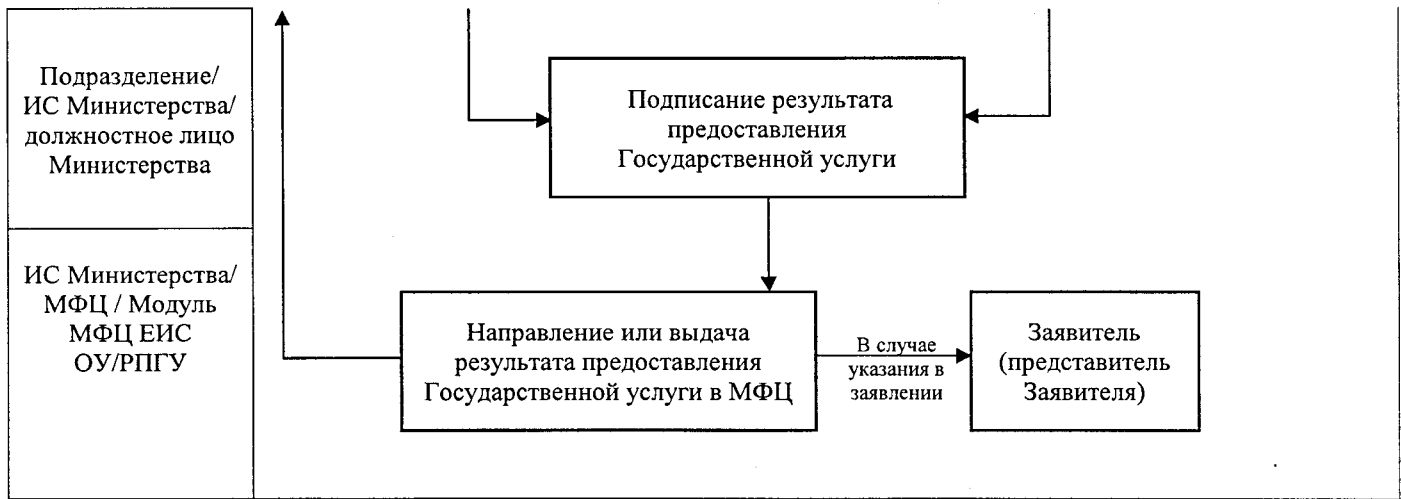 Подразделение/
ИС Министерства/
должностное лицо
Министерства
Подписание результата
предоставления
Государственной услуги
ИС Министерства/
МФЦ / Модуль
МФЦ ЕИС
ОУ/РПГУ
Направление или выдача
результата предоставления
Государственной услуги в МФЦ
В случае
указания в
заявлении
Заявитель
(представитель
Заявителя)